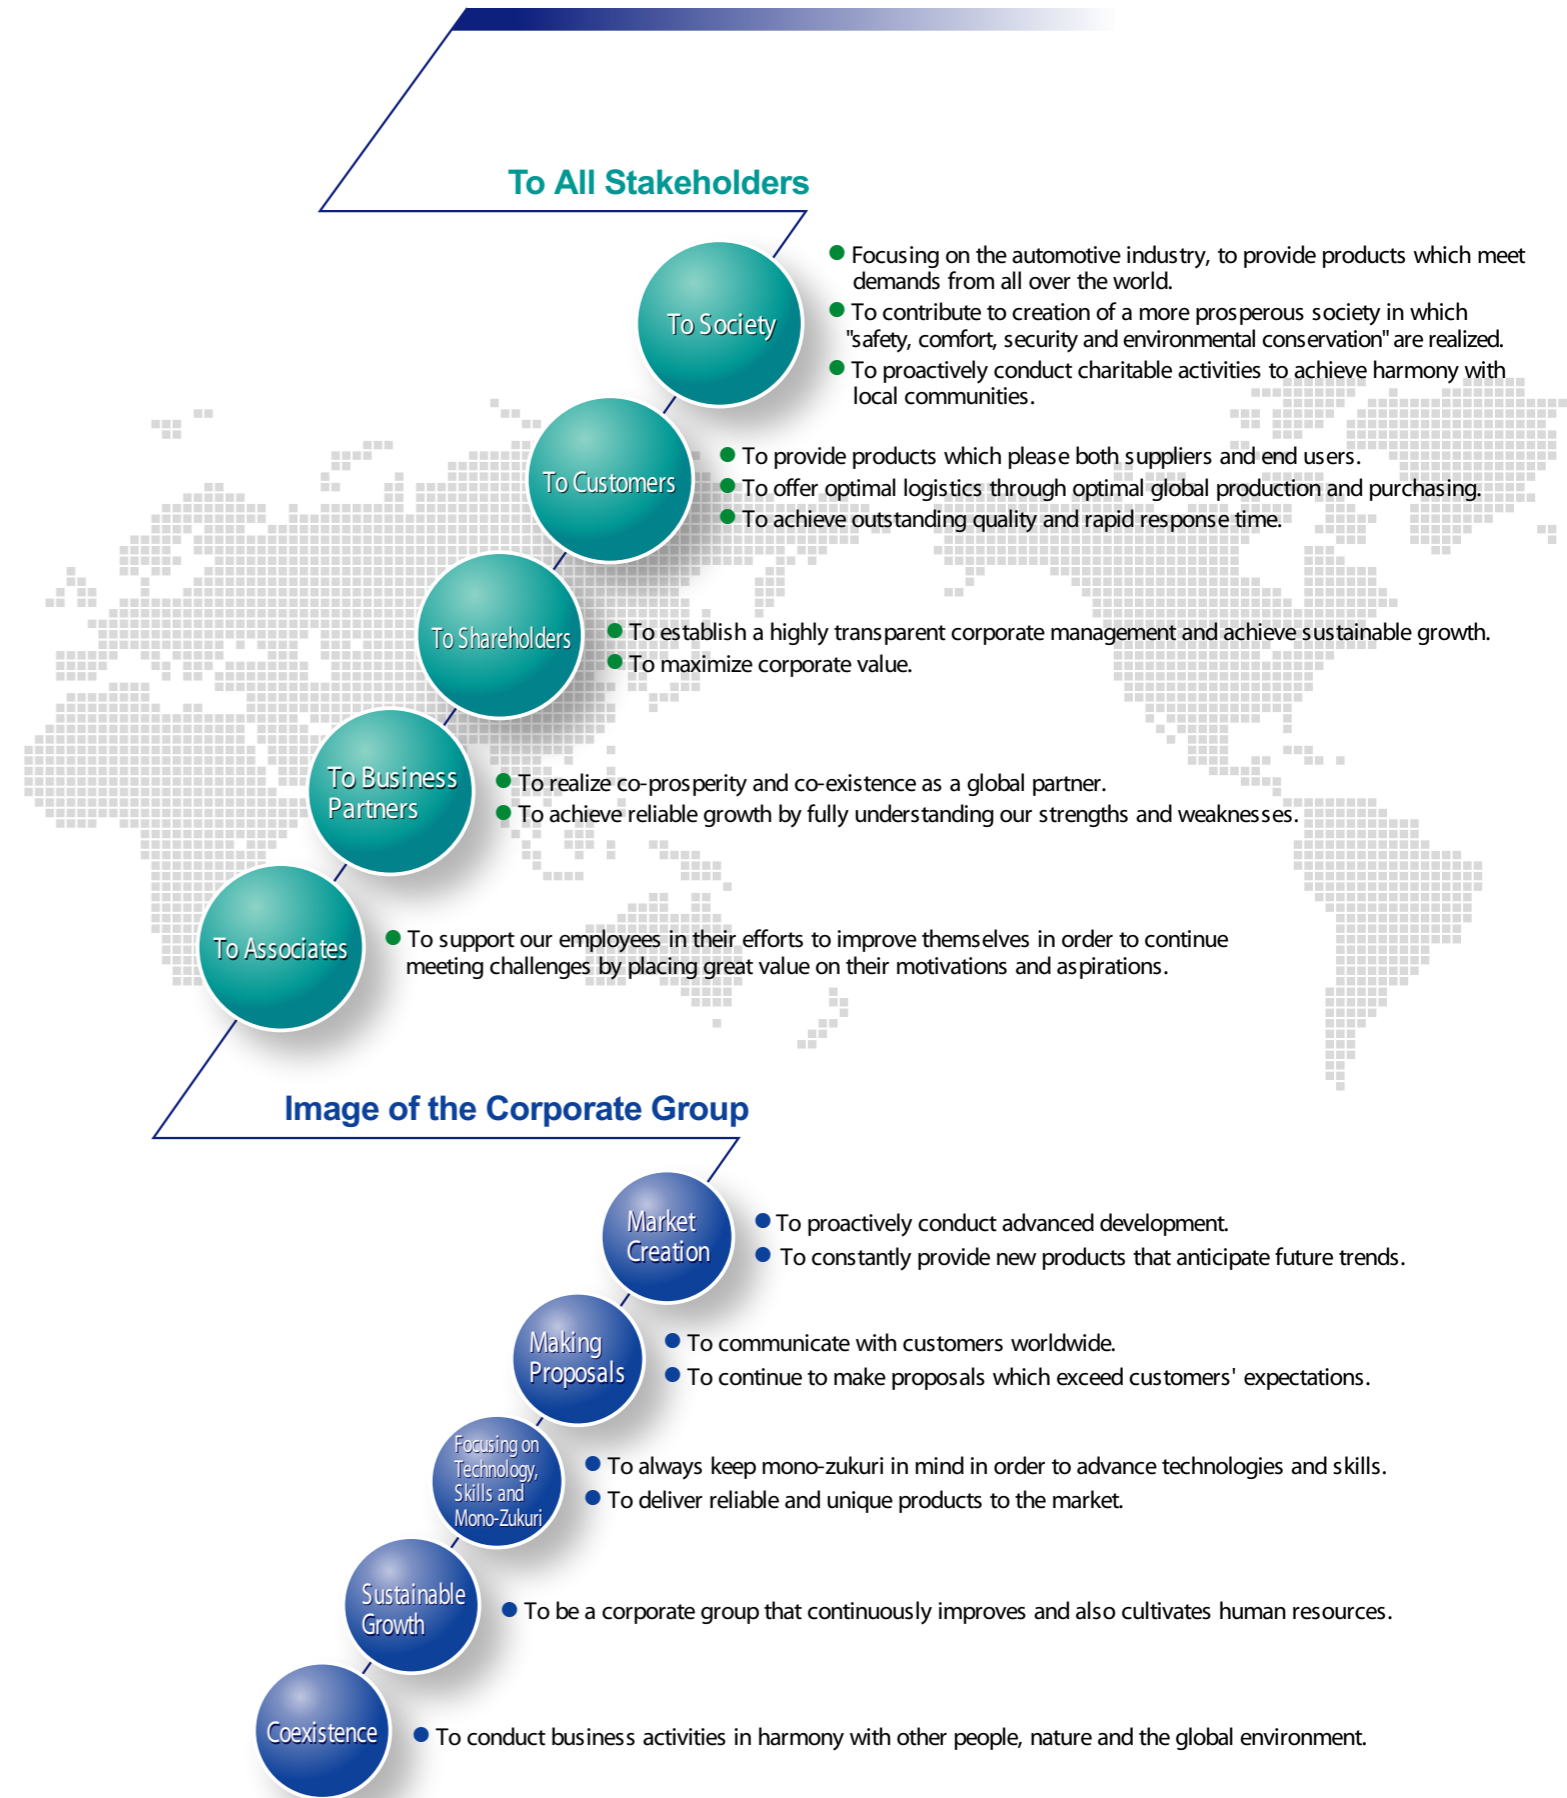 To All Stakeholders
To Society
● Focusing on the automotive industry, to provide products which meet
demands from all over the world.
● To contribute to creation of a more prosperous society in which
"safety, comfort, security and environmental conservation" are realized.
● To proactively conduct charitable activities to achieve harmony with
local communities.
To Customers
● To provide products which please both suppliers and end users.
● To offer optimal logistics through optimal global production and purchasing.
● To achieve outstanding quality and rapid response time.
To Shareholders
● To establish a highly transparent corporate management and achieve sustainable growth.
● To maximize corporate value.
To Business
Partners
● To realize co-prosperity and co-existence as a global partner.
● To achieve reliable growth by fully understanding our strengths and weaknesses.
To Associates
● To support our employees in their efforts to improve themselves in order to continue
meeting challenges by placing great value on their motivations and aspirations.
Image of the Corporate Group
Market
Creation
● To proactively conduct advanced development.
● To constantly provide new products that anticipate future trends.
Making
Proposals
● To communicate with customers worldwide.
● To continue to make proposals which exceed customers' expectations.
Focusing on
Technology,
Skills and
Mono-Zukuri
● To always keep mono-zukuri in mind in order to advance technologies and skills.
● To deliver reliable and unique products to the market.
Sustainable
Growth
● To be a corporate group that continuously improves and also cultivates human resources.
Coexistence
● To conduct business activities in harmony with other people, nature and the global environment.